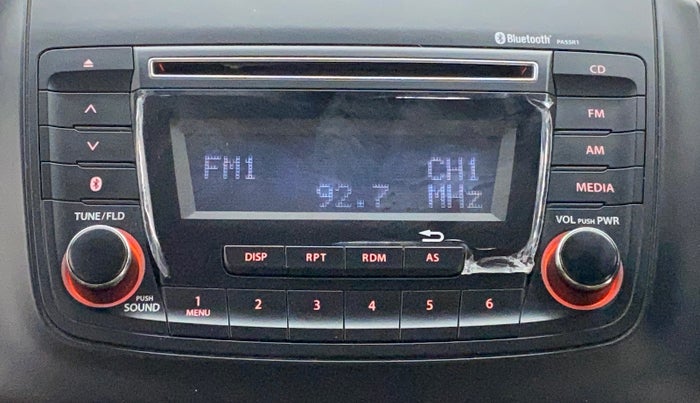 Bluetooth® PA5SR1
CD
FM
AM
MEDIA
FM1 CH1
92.7 MHz
TUNE/FLD
VOL PUSH PWR
DISP RPT RDM AS
PUSH
SOUND
1 2 3 4 5 6
MENU